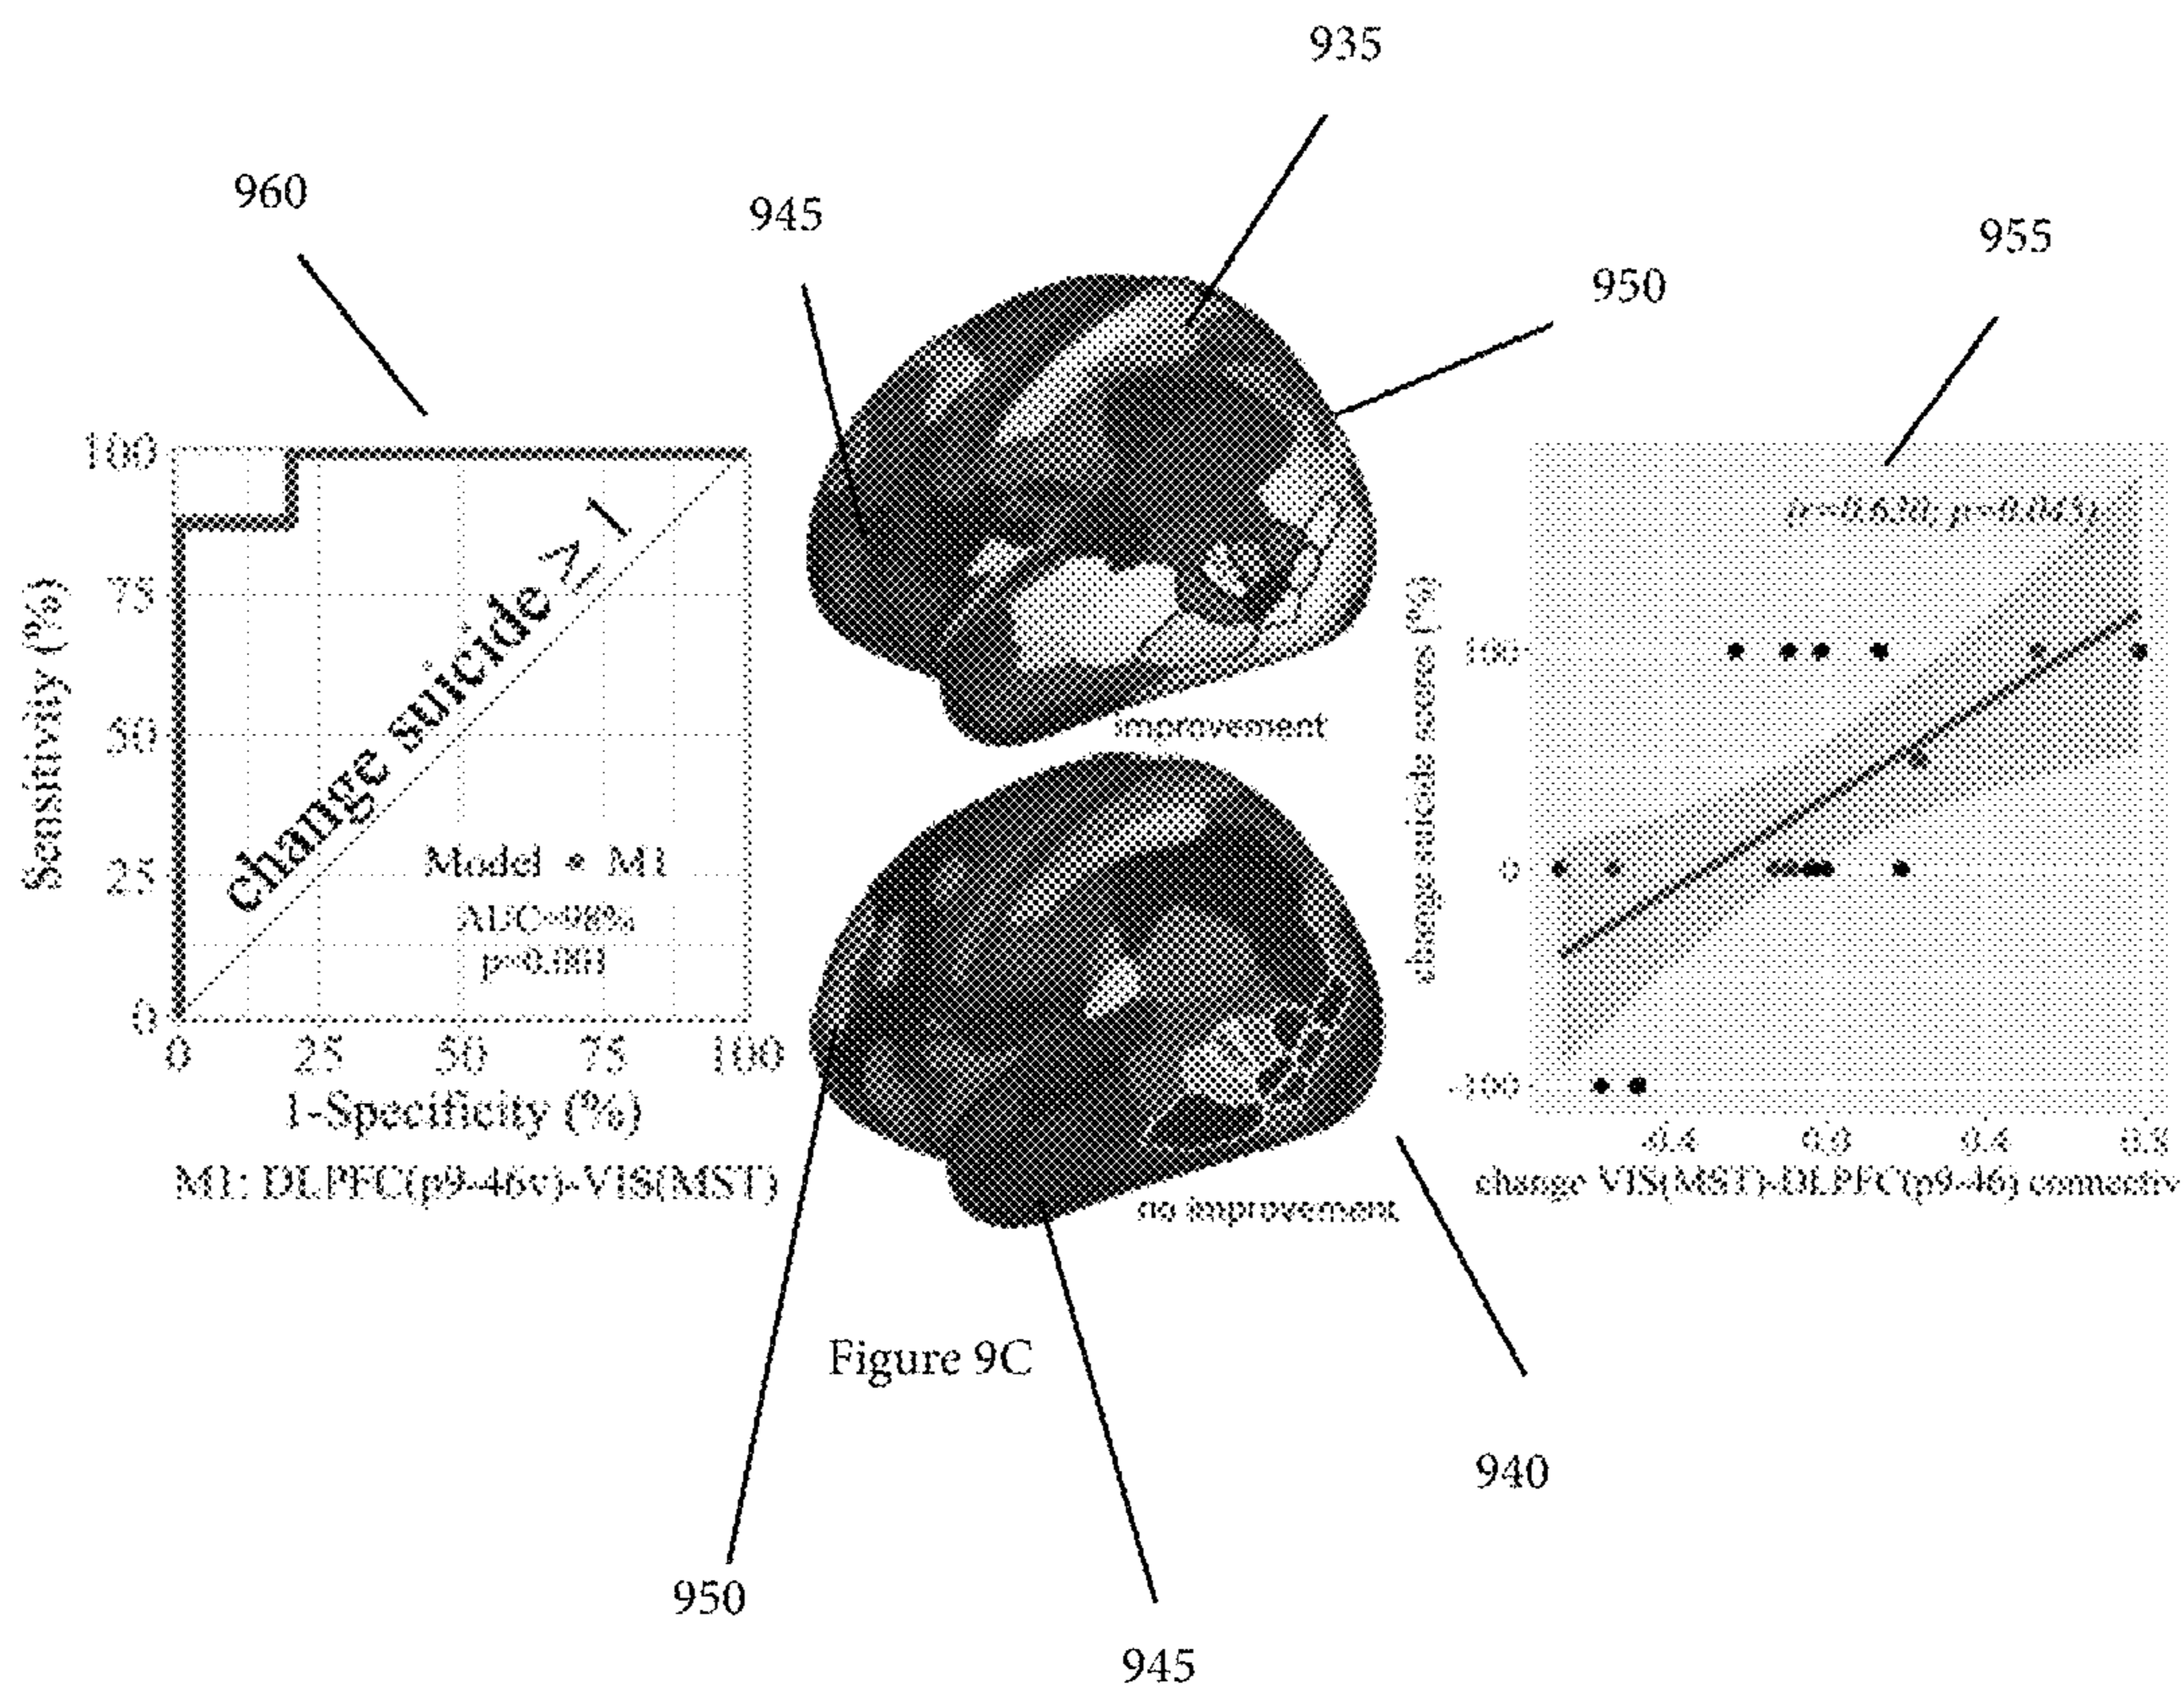 935
960
945
955
950
100
75
50
25
0
Sensitivity (%)
change suicide ≥ 1
Model M1
AUC=98%
0 25 50 75 100
1-Specificity (%)
M1: DLPFC(p9-46v)-VIS(MST)
improvement
no improvement
change suicide scores (%)
100
0
-100
-0.4 0.0 0.4 0.8
change VIS(MST)-DLPFC(p9-46) connectiv
Figure 9C
940
950
945